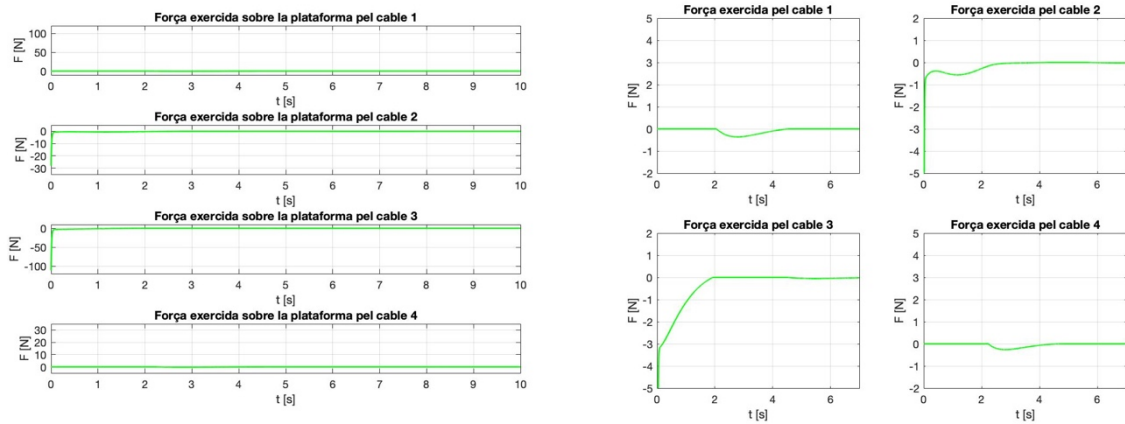 Força exercida sobre la plataforma pel cable 1
F [N]
100
50
0
0 1 2 3 4 5 6 7 8 9 10
t [s]
Força exercida sobre la plataforma pel cable 2
F [N]
0
-10
-20
-30
0 1 2 3 4 5 6 7 8 9 10
t [s]
Força exercida sobre la plataforma pel cable 3
F [N]
0
-50
-100
0 1 2 3 4 5 6 7 8 9 10
t [s]
Força exercida sobre la plataforma pel cable 4
F [N]
30
20
10
0
0 1 2 3 4 5 6 7 8 9 10
t [s]
Força exercida pel cable 1
F [N]
5
4
3
2
1
0
-1
-2
0 2 4 6
t [s]
Força exercida pel cable 2
F [N]
2
1
0
-1
-2
-3
-4
-5
0 2 4 6
t [s]
Força exercida pel cable 3
F [N]
2
1
0
-1
-2
-3
-4
-5
0 2 4 6
t [s]
Força exercida pel cable 4
F [N]
5
4
3
2
1
0
-1
-2
0 2 4 6
t [s]